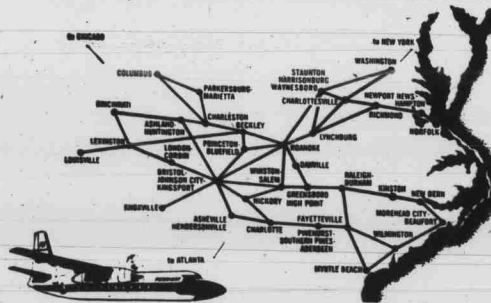 to CHICAGO
to NEW YORK
WASHINGTON
COLUMBUS
STAUNTON
HARRISONBURG
WAYNESBORO
PARKERSBURG-
MARIETTA
CHARLOTTESVILLE
NEWPORT NEWS-
HAMPTON
CINCINNATI
RICHMOND
ASHLAND-
HUNTINGTON
CHARLESTON
BECKLEY
NORFOLK
LYNCHBURG
LEXINGTON
PRINCETON
BLUEFIELD
ROANOKE
LOUISVILLE
LONDON-
CORBIN
DANVILLE
BRISTOL-
JOHNSON CITY-
KINGSPORT
WINSTON
SALEM
RALEIGH-
DURHAM
GREENSBORO
HIGH POINT
KINSTON
NEW BERN
HICKORY
KNOXVILLE
MOREHEAD CITY-
BEAUFORT
ASHEVILLE
HENDERSONVILLE
FAYETTEVILLE
CHARLOTTE
WILMINGTON
PINEHURST-
SOUTHERN PINES-
ABERDEEN
to ATLANTA
MYRTLE BEACH